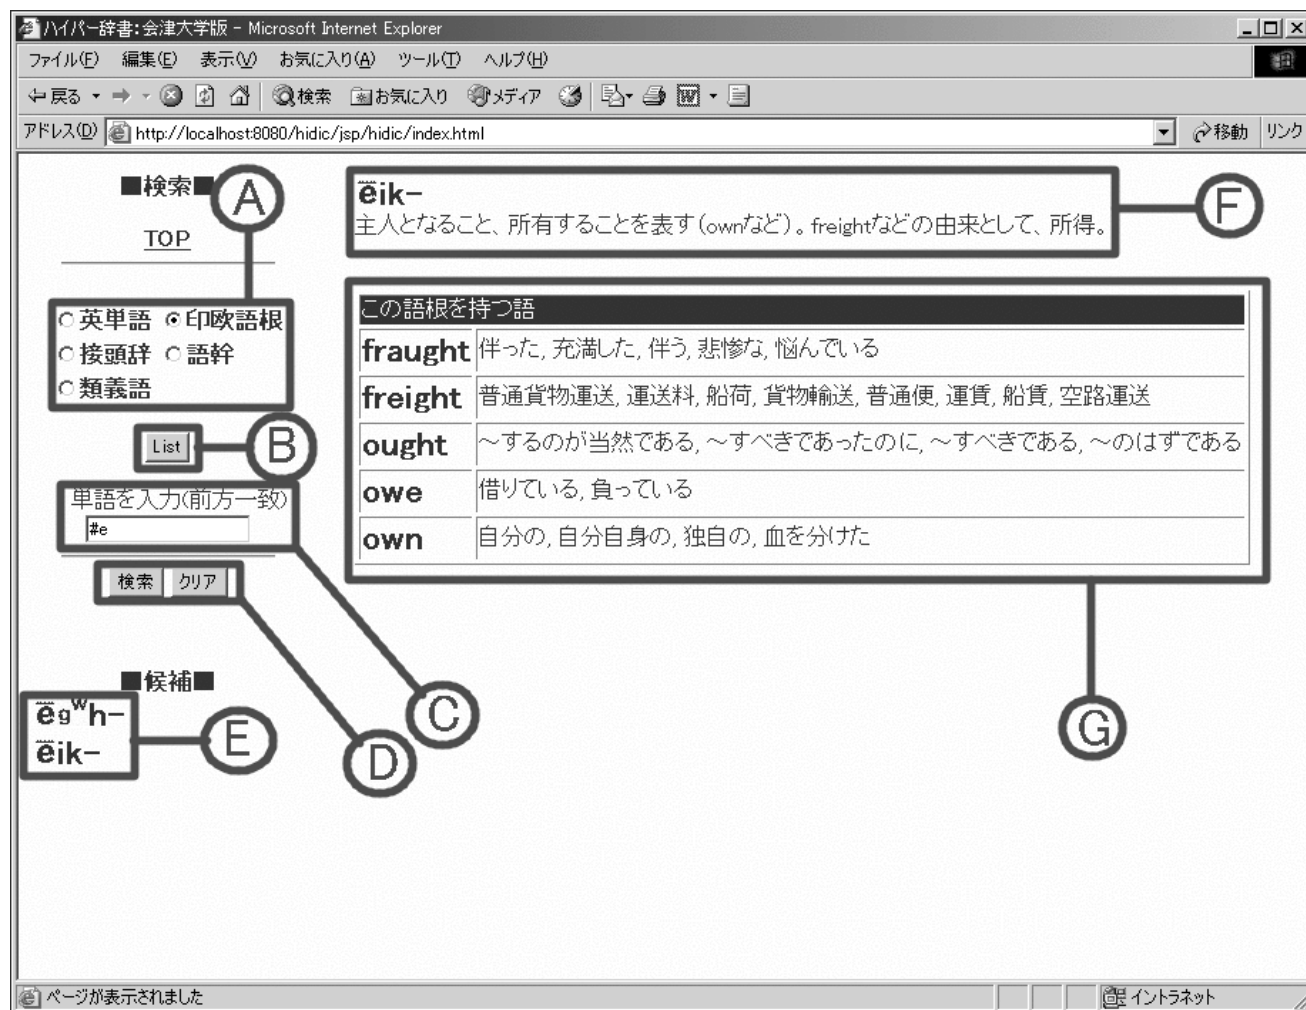 ハイパー辞書:会津大学版 - Microsoft Internet Explorer
ファイル(F) 編集(E) 表示(V) お気に入り(A) ツール(T) ヘルプ(H)
戻る 検索 お気に入り メディア
アドレス(D) http://localhost:8080/hidic/jsp/hidic/index.html 移動 リンク
■検索■
A
TOP
英単語 印欧語根
接頭辞 語幹
類義語
List
B
単語を入力(前方一致)
#e
検索 クリア
■候補■
C
D
ēgʷh-
ēik-
E
ēik-
主人となること、所有することを表す(ownなど)。freightなどの由来として、所得。
F
この語根を持つ語
fraught 伴った, 充満した, 伴う, 悲惨な, 悩んでいる
freight 普通貨物運送, 運送料, 船荷, 貨物輸送, 普通便, 運賃, 船賃, 空路運送
ought ～するのが当然である, ～すべきであったのに, ～すべきである, ～のはずである
owe 借りている, 負っている
own 自分の, 自分自身の, 独自の, 血を分けた
G
ページが表示されました
イントラネット